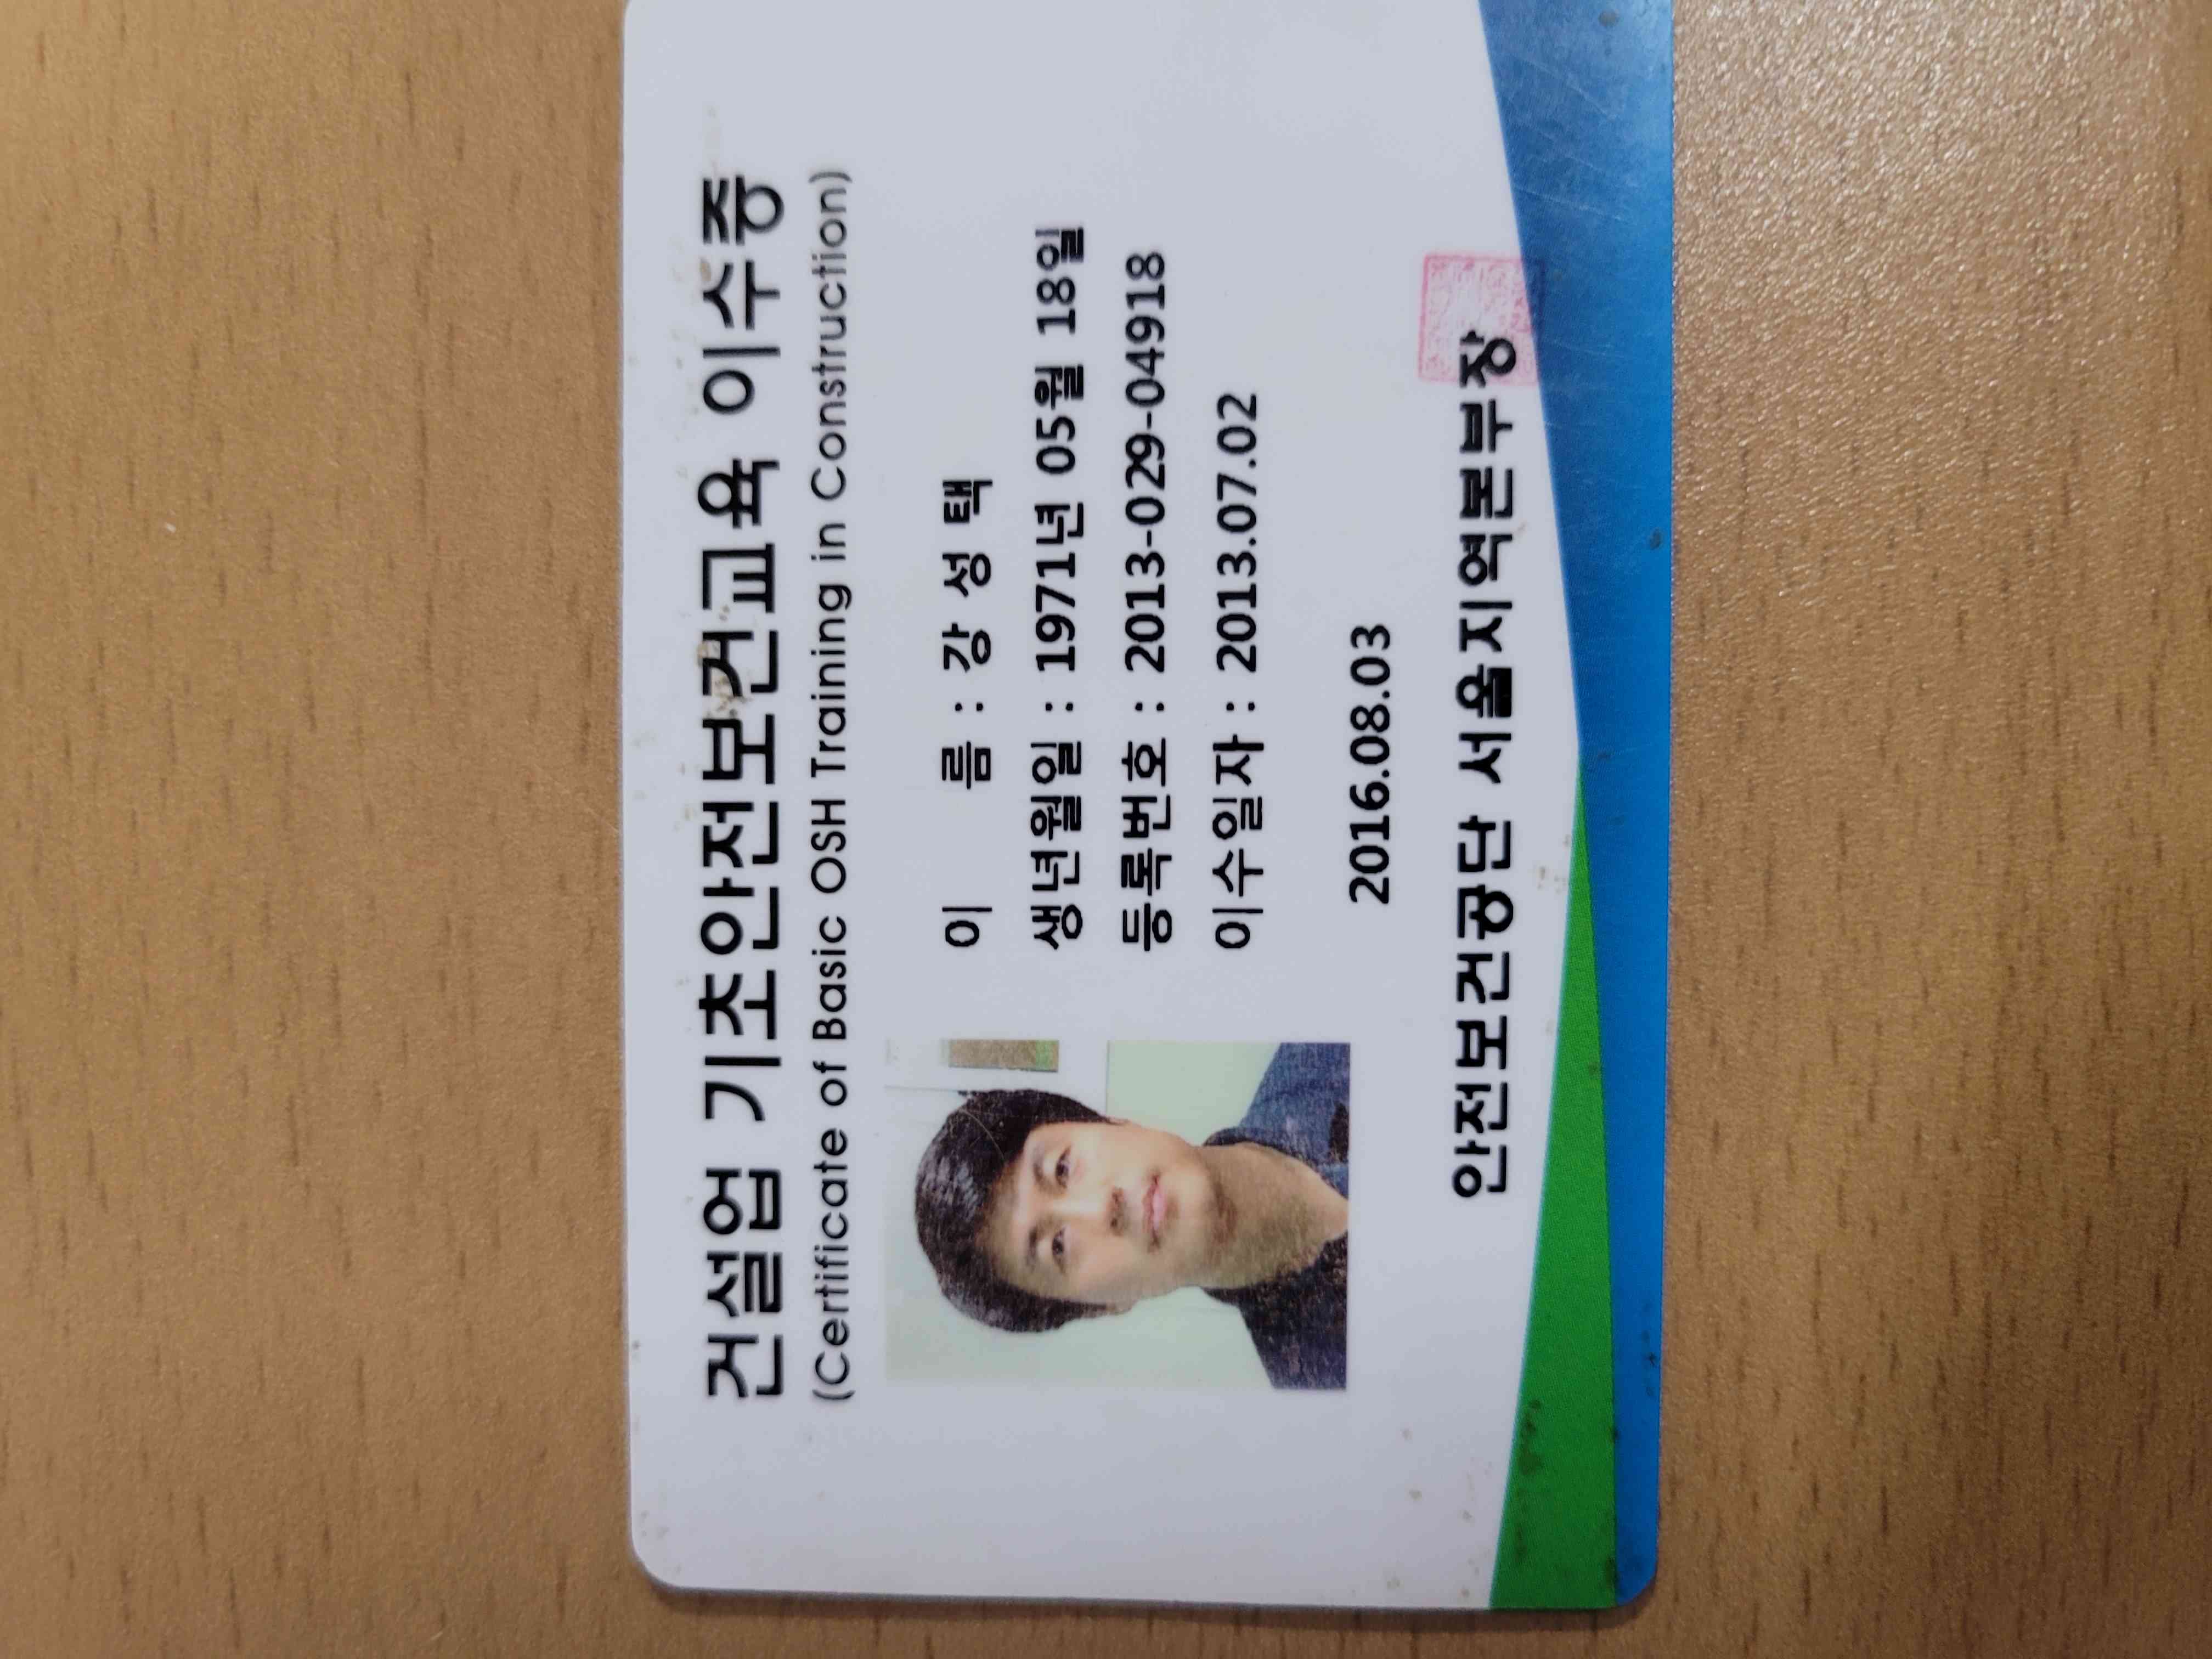 건설업 기초안전보건교육 이수증
(Certificate of Basic OSH Training in Construction)
이 름 : 강 성 택
생년월일 : 1971년 05월 18일
등록번호 : 2013-029-04918
이수일자 : 2013.07.02
2016.08.03
안전보건공단 서울지역본부장